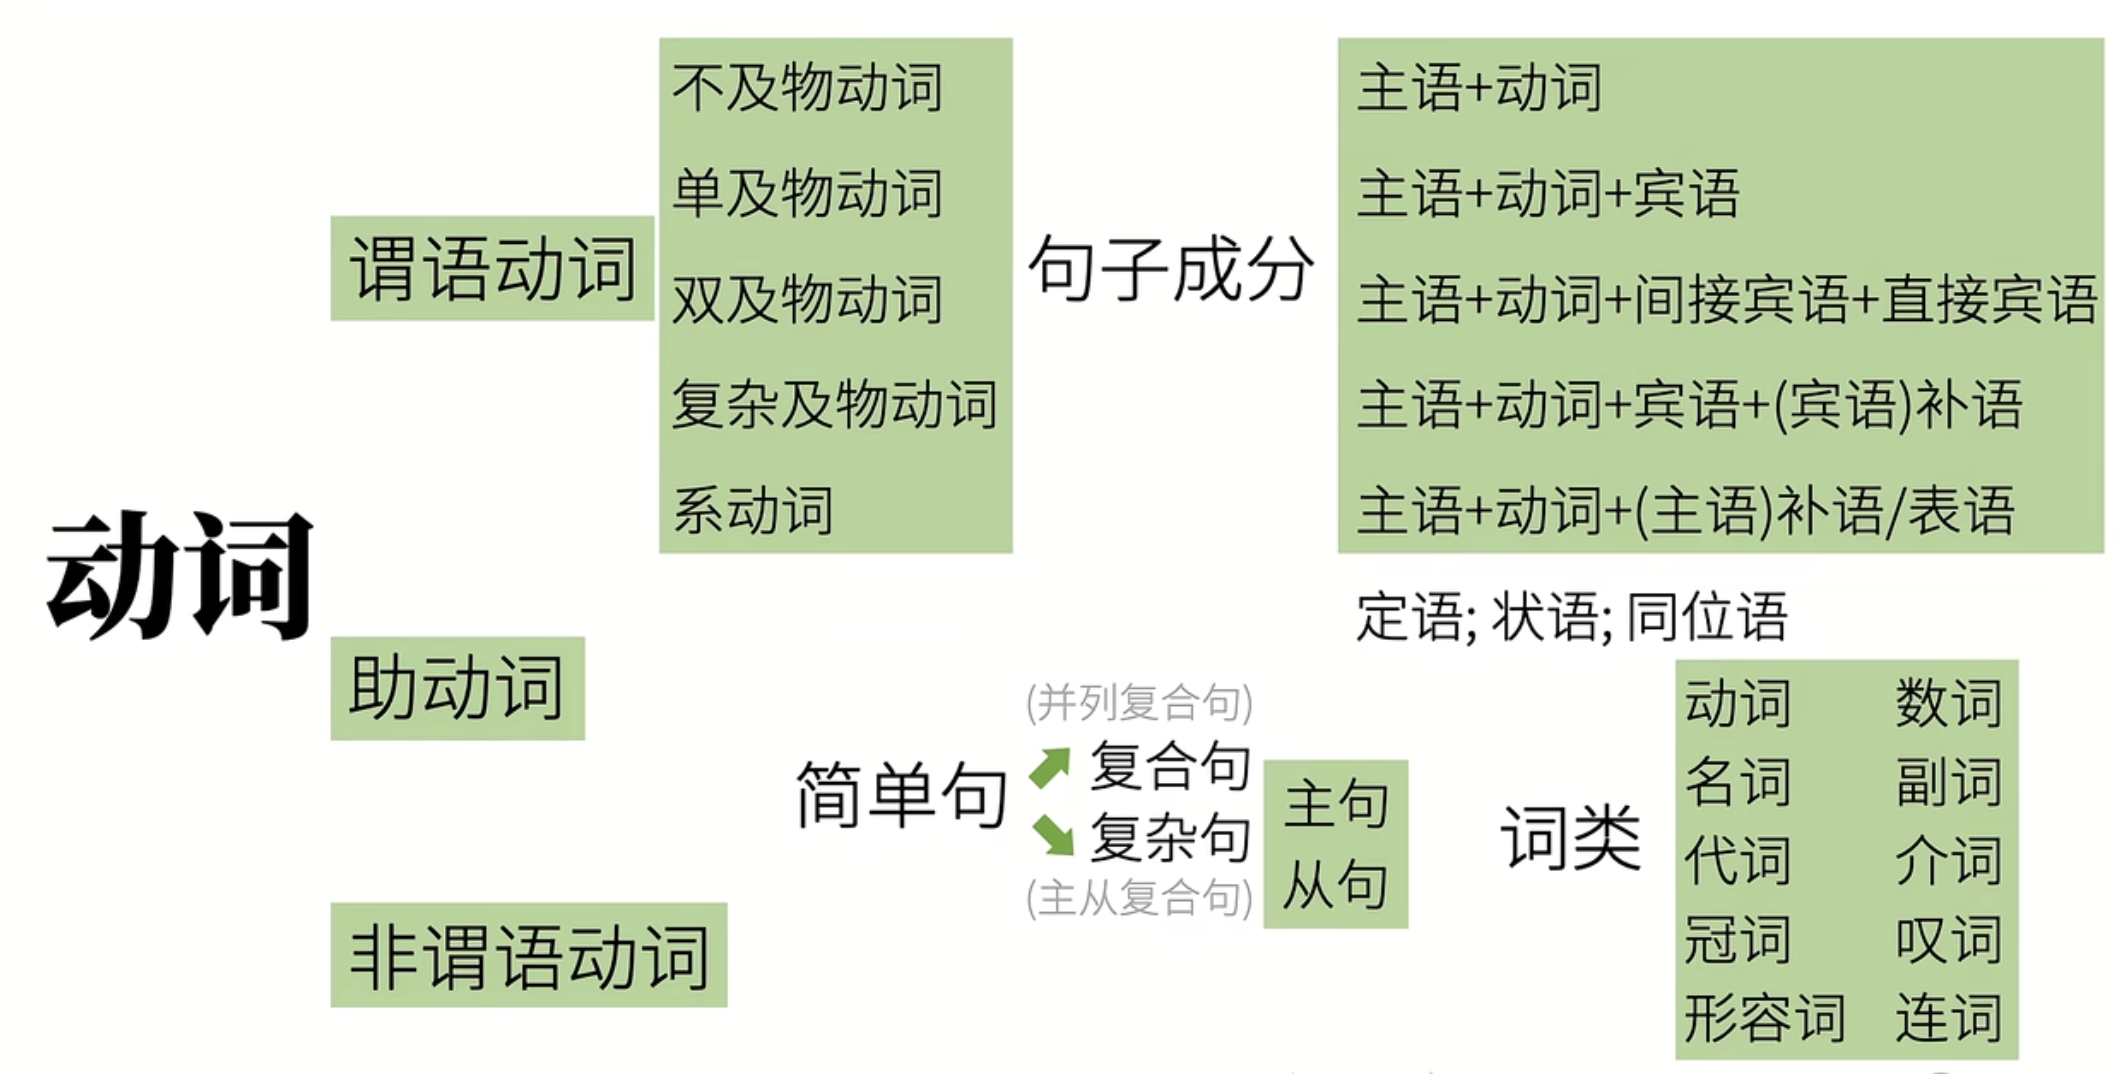 动词
谓语动词
不及物动词
单及物动词
双及物动词
复杂及物动词
系动词
句子成分
主语+动词
主语+动词+宾语
主语+动词+间接宾语+直接宾语
主语+动词+宾语+(宾语)补语
主语+动词+(主语)补语/表语
定语; 状语; 同位语
助动词
非谓语动词
简单句
(并列复合句)
复合句
复杂句
(主从复合句)
主句
从句
词类
动词 数词
名词 副词
代词 介词
冠词 叹词
形容词 连词